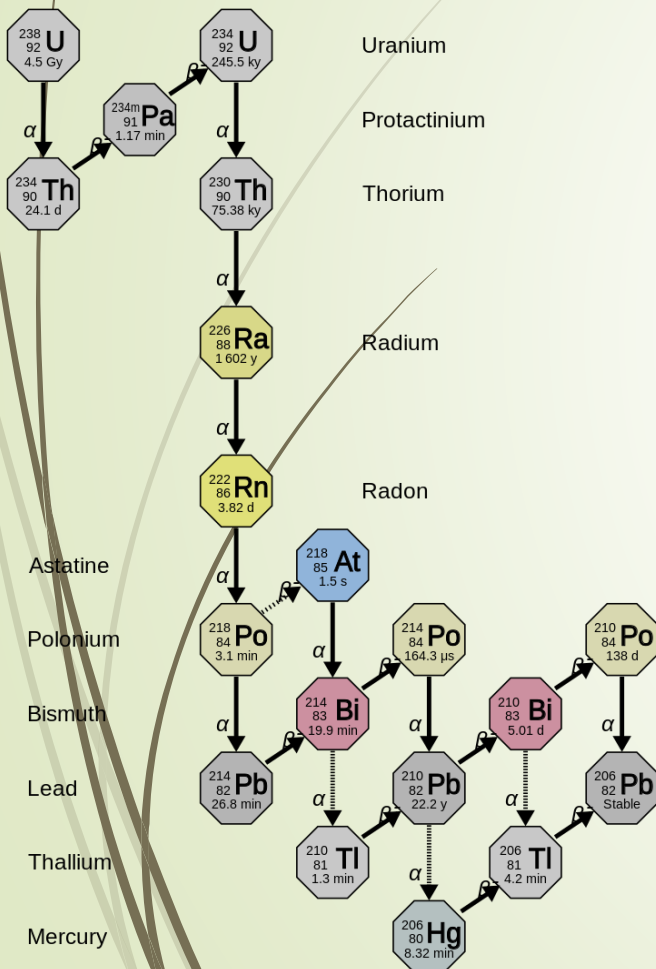 238
92 U
4.5 Gy
234
92 U
245.5 ky
Uranium
β⁻
234m
91 Pa
1.17 min
Protactinium
α
α
β⁻
234
90 Th
24.1 d
230
90 Th
75.38 ky
Thorium
α
226
88 Ra
1 602 y
Radium
α
222
86 Rn
3.82 d
Radon
218
85 At
1.5 s
Astatine
α
β⁻
218
84 Po
3.1 min
214
84 Po
164.3 µs
210
84 Po
138 d
Polonium
α
β⁻
β⁻
214
83 Bi
19.9 min
210
83 Bi
5.01 d
Bismuth
α
α
α
β⁻
β⁻
214
82 Pb
26.8 min
210
82 Pb
22.2 y
206
82 Pb
Stable
Lead
α
α
β⁻
β⁻
210
81 Tl
1.3 min
206
81 Tl
4.2 min
Thallium
α
β⁻
206
80 Hg
8.32 min
Mercury